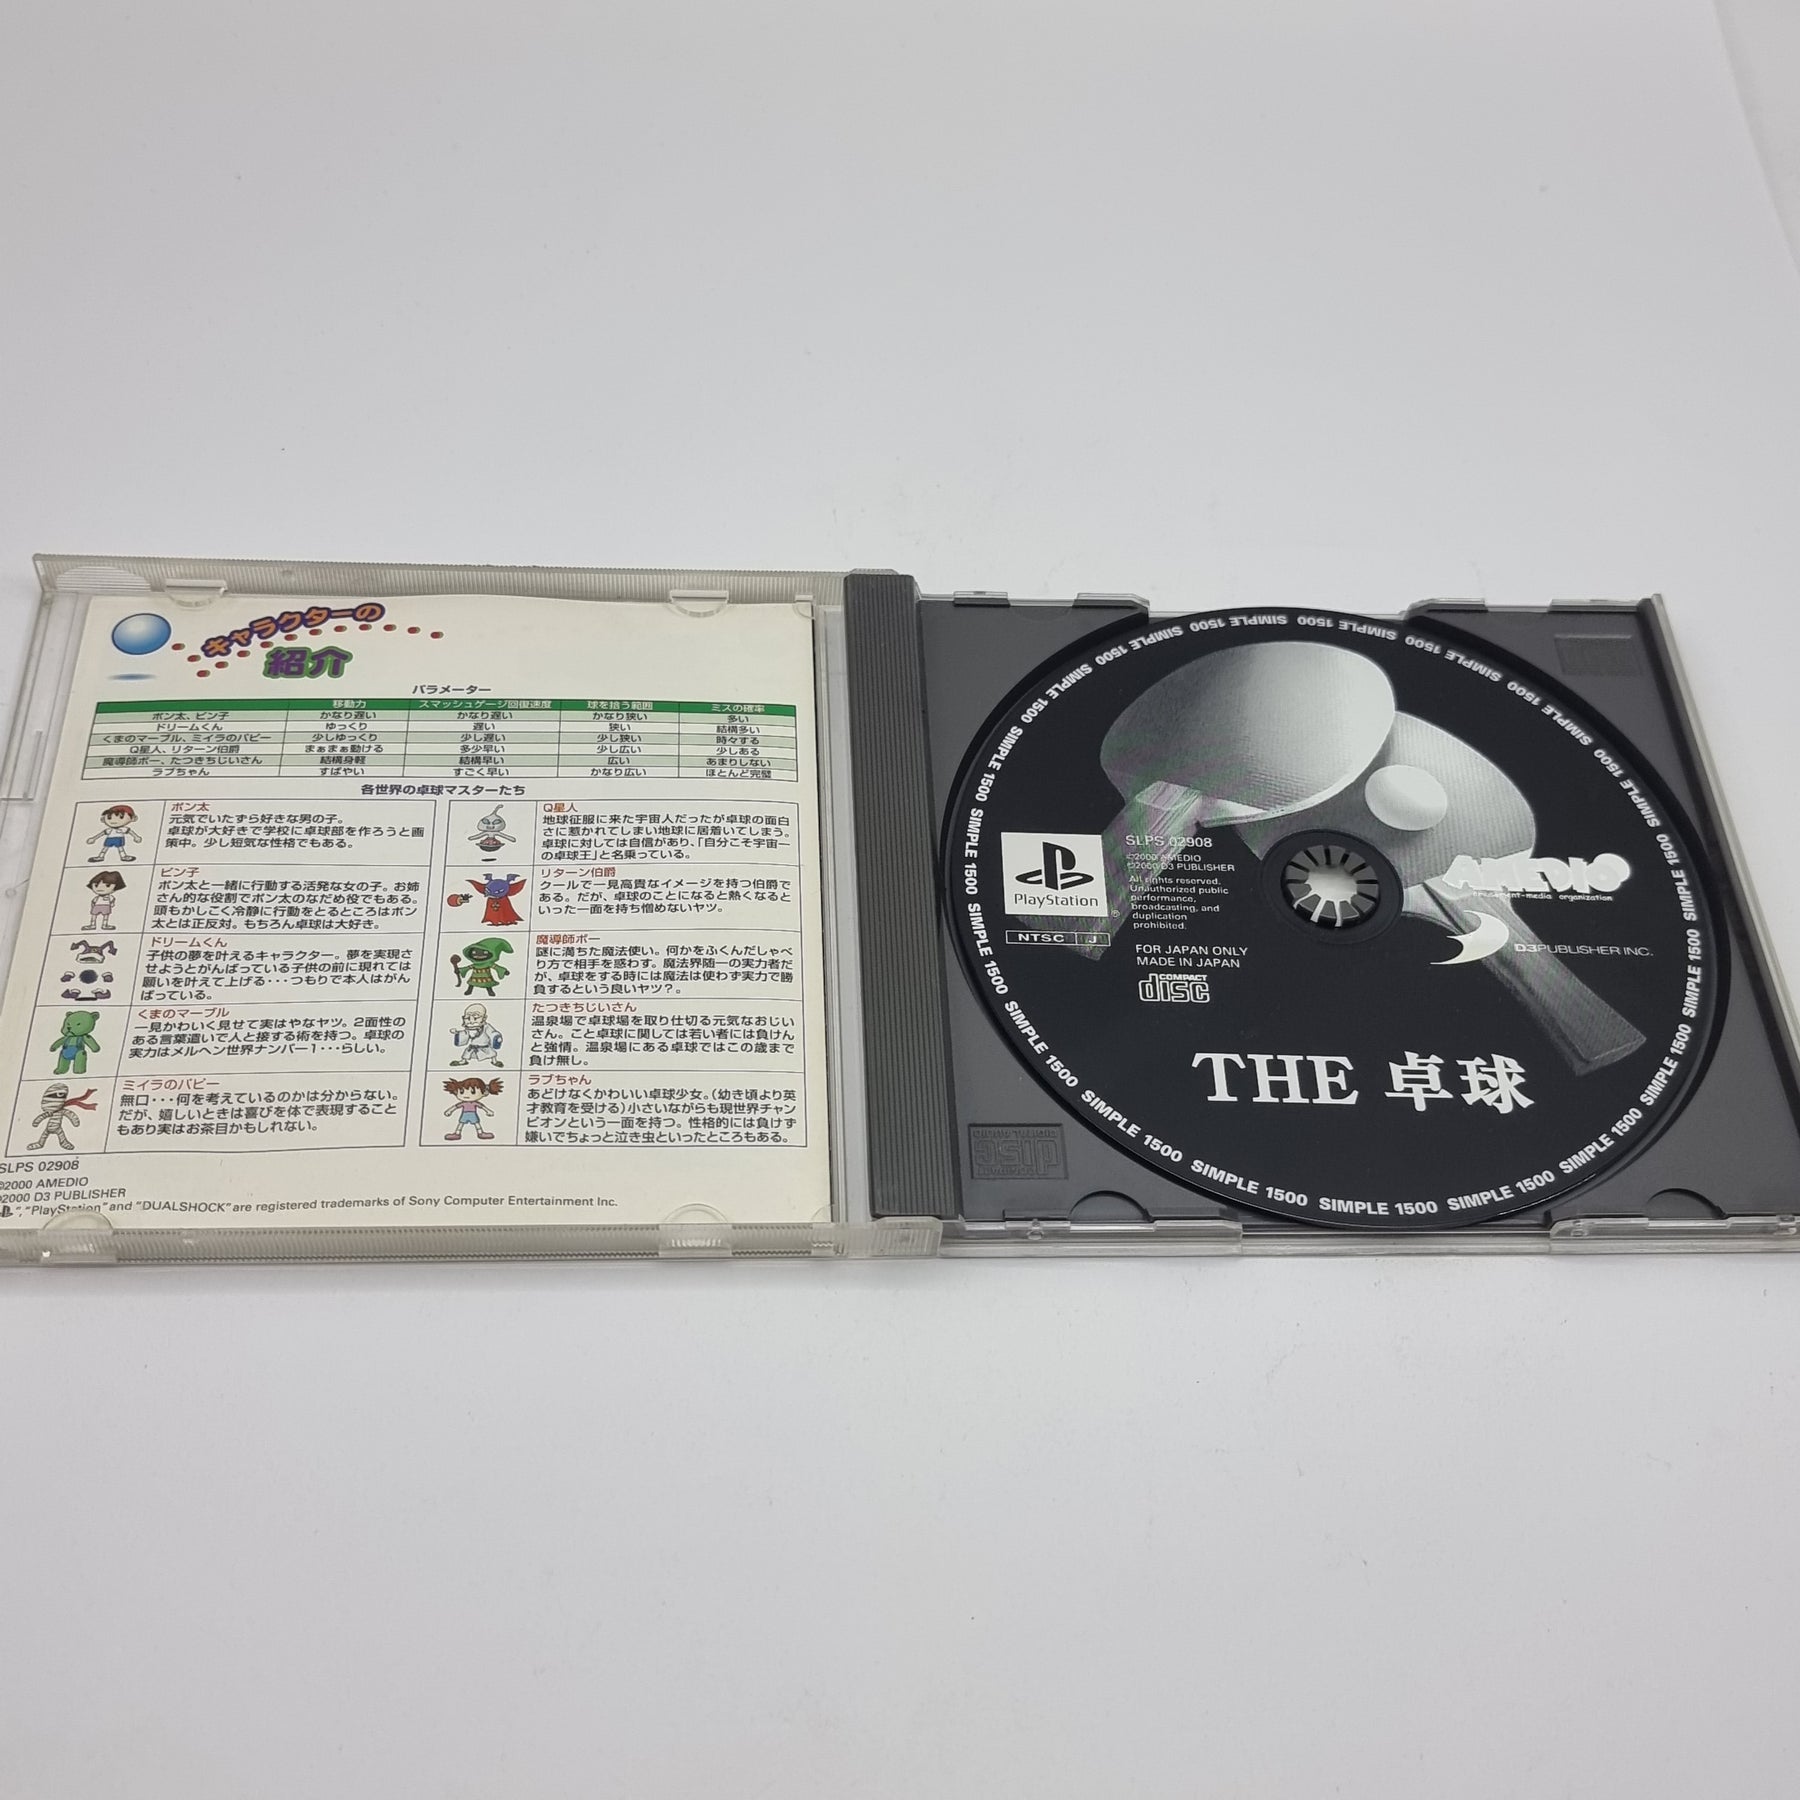 キャラクターの
紹介
パラメーター
移動力 スマッシュゲージ回復速度 球を拾う範囲 ミスの確率
ポン太、ピン子 かなり遅い かなり遅い かなり狭い 多い
ドリームくん ゆっくり 遅い 狭い 結構多い
くまのマーブル、ミイラのパピー 少しゆっくり 少し遅い 少し狭い 時々する
Q星人、リターン伯爵 まぁまぁ動ける 多少早い 少し広い 少しある
魔導師ポー、たつきちじいさん 結構身軽 結構早い 広い あまりしない
ラブちゃん すばやい すごく早い かなり広い ほとんど完璧
各世界の卓球マスターたち
ポン太
元気でいたずら好きな男の子。
卓球が大好きで学校に卓球部を作ろうと画
策中。少し短気な性格でもある。
ピン子
ポン太と一緒に行動する活発な女の子。お姉
さん的な役割でポン太のなだめ役でもある。
頭もかしこく冷静に行動をとるところはポン
太とは正反対。もちろん卓球は大好き。
ドリームくん
子供の夢を叶えるキャラクター。夢を実現さ
せようとがんばっている子供の前に現れては
願いを叶えて上げる・・・つもりで本人はがん
ばっている。
くまのマーブル
一見かわいく見せて実はやなヤツ。2面性の
ある言葉遣いで人と接する術を持つ。卓球の
実力はメルヘン世界ナンバー1・・・らしい。
ミイラのパピー
無口・・・何を考えているのかは分からない。
だが、嬉しいときは喜びを体で表現すること
もあり実はお茶目かもしれない。
Q星人
地球征服に来た宇宙人だったが卓球の面白
さに惹かれてしまい地球に居着いてしまう。
卓球に対しては自信があり、「自分こそ宇宙一
の卓球王」と名乗っている。
リターン伯爵
クールで一見高貴なイメージを持つ伯爵で
ある。だが、卓球のことになると熱くなると
いった一面を持ち憎めないヤツ。
魔導師ポー
謎に満ちた魔法使い。何かをふくんだしゃべ
り方で相手を惑わす。魔法界随一の実力者だ
が、卓球をする時には魔法は使わず実力で勝
負するという良いヤツ?。
たつきちじいさん
温泉場で卓球場を取り仕切る元気なおじい
さん。こと卓球に関しては若い者には負けん
と強情。温泉場にある卓球ではこの歳まで
負け無し。
ラブちゃん
あどけなくかわいい卓球少女。(幼き頃より英
才教育を受ける)小さいながらも現世界チャン
ピオンという一面を持つ。性格的には負けず
嫌いでちょっと泣き虫といったところもある。
SLPS 02908
©2000 AMEDIO
©2000 D3 PUBLISHER
"," "PlayStation" and "DUALSHOCK" are registered trademarks of Sony Computer Entertainment Inc.
SIMPLE 1500 SIMPLE 1500 SIMPLE 1500 SIMPLE 1500 SIMPLE 1500 SIMPLE 1500 SIMPLE 1500 SIMPLE 1500 SIMPLE 1500 SIMPLE 1500 SIMPLE 1500 SIMPLE 1500 SIMPLE 1500 SIMPLE 1500 SIMPLE 1500 SIMPLE 1500
PlayStation
NTSC J
SLPS 02908
©2000 AMEDIO
©2000 D3 PUBLISHER
All rights reserved.
Unauthorized public
performance,
broadcasting, and
duplication
prohibited.
FOR JAPAN ONLY
MADE IN JAPAN
COMPACT
disc
AMEDIO
amusement-media organization
D3PUBLISHER INC.
THE 卓球
COMPACT
disc
DIGITAL AUDIO